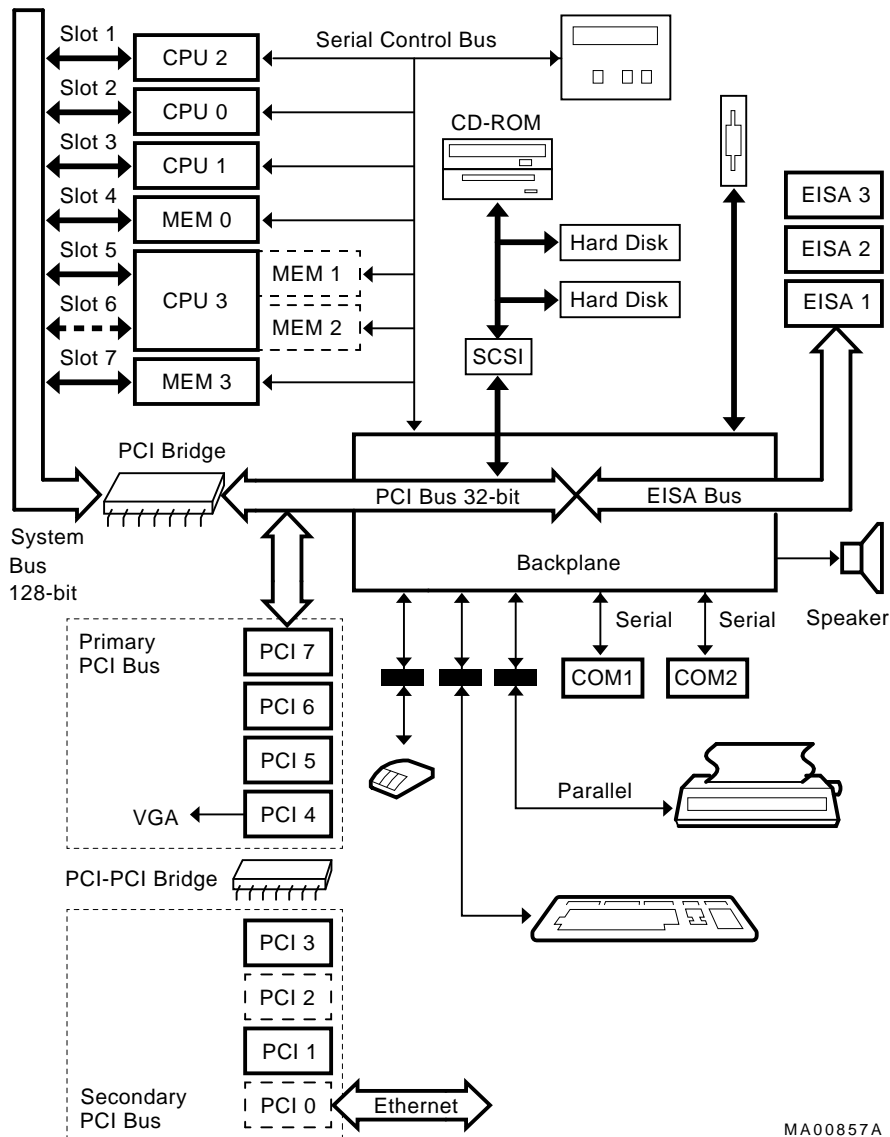 Slot 1
CPU 2
Serial Control Bus
Slot 2
CPU 0
Slot 3
CPU 1
CD-ROM
Slot 4
MEM 0
EISA 3
Slot 5
CPU 3
MEM 1
Hard Disk
EISA 2
Slot 6
MEM 2
Hard Disk
EISA 1
Slot 7
MEM 3
SCSI
PCI Bridge
PCI Bus 32-bit
EISA Bus
System
Bus
128-bit
Backplane
Speaker
Serial
Serial
COM1
COM2
Primary
PCI Bus
PCI 7
PCI 6
PCI 5
VGA
PCI 4
Parallel
PCI-PCI Bridge
PCI 3
PCI 2
PCI 1
Secondary
PCI Bus
PCI 0
Ethernet
MA00857A